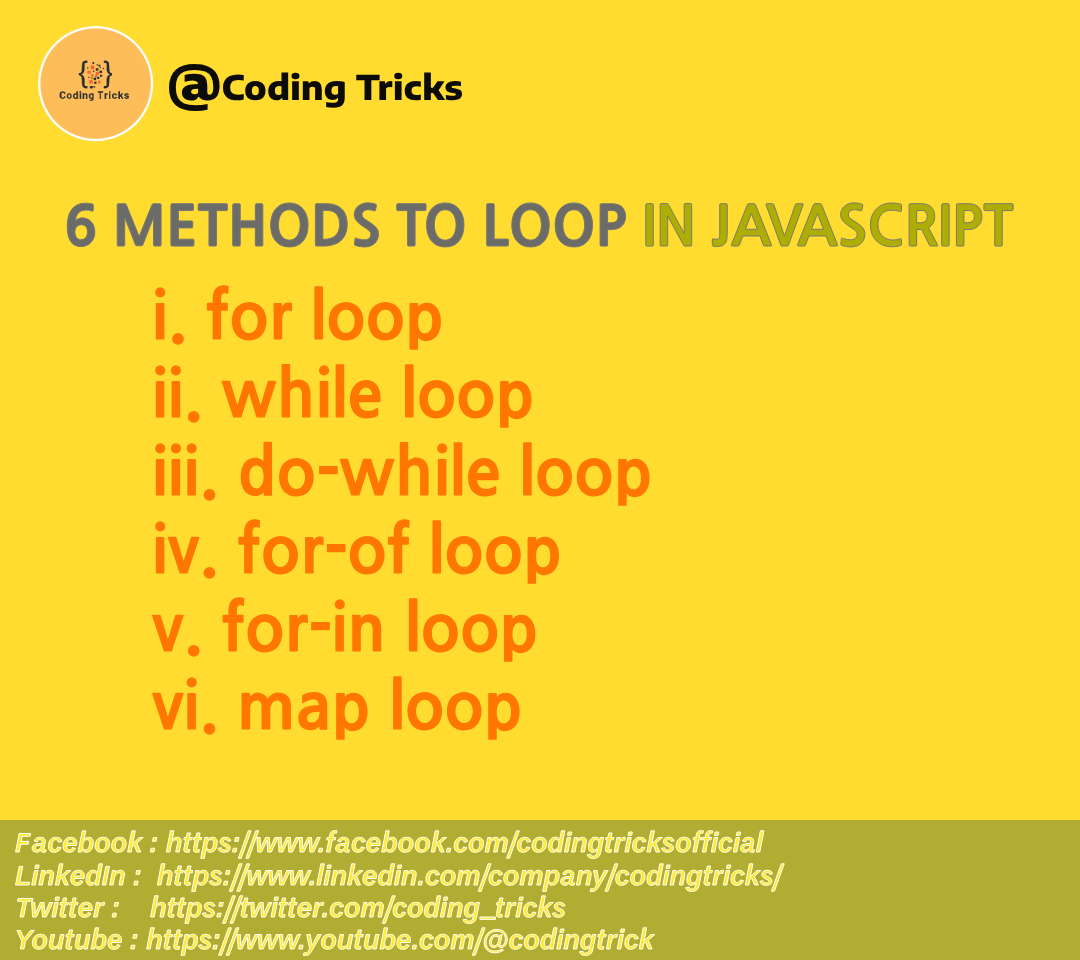 { }
Coding Tricks
@Coding Tricks
6 METHODS TO LOOP IN JAVASCRIPT
i. for loop
ii. while loop
iii. do-while loop
iv. for-of loop
v. for-in loop
vi. map loop
Facebook : https://www.facebook.com/codingtricksofficial
LinkedIn : https://www.linkedin.com/company/codingtricks/
Twitter : https://twitter.com/coding_tricks
Youtube : https://www.youtube.com/@codingtrick